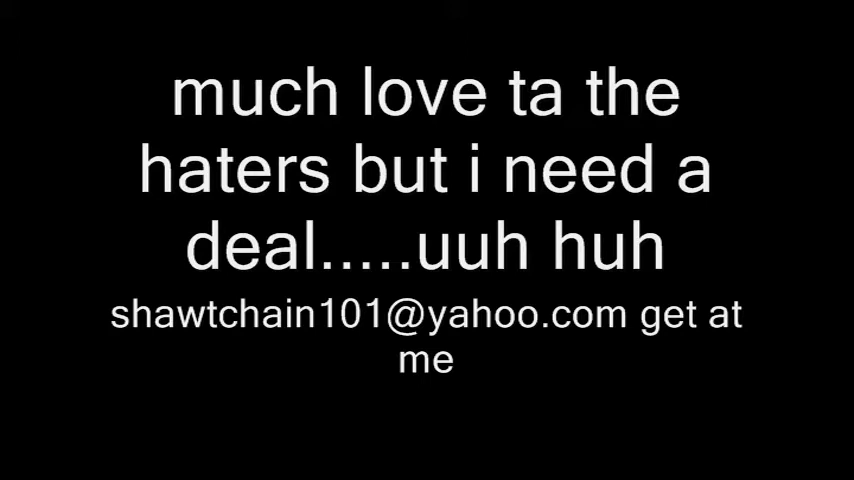 much love ta the
haters but i need a
deal.....uuh huh
shawtchain101@yahoo.com get at
me